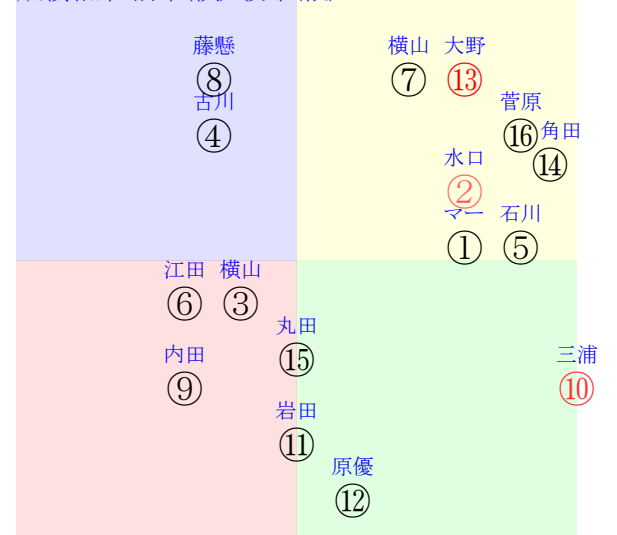 藤懸
⑧
横山
⑦
大野
⑬
古川
④
菅原
⑯
角田
⑭
水口
②
マー
①
石川
⑤
江田
⑥
横山
③
丸田
⑮
内田
⑨
三浦
⑩
岩田
⑪
原優
⑫